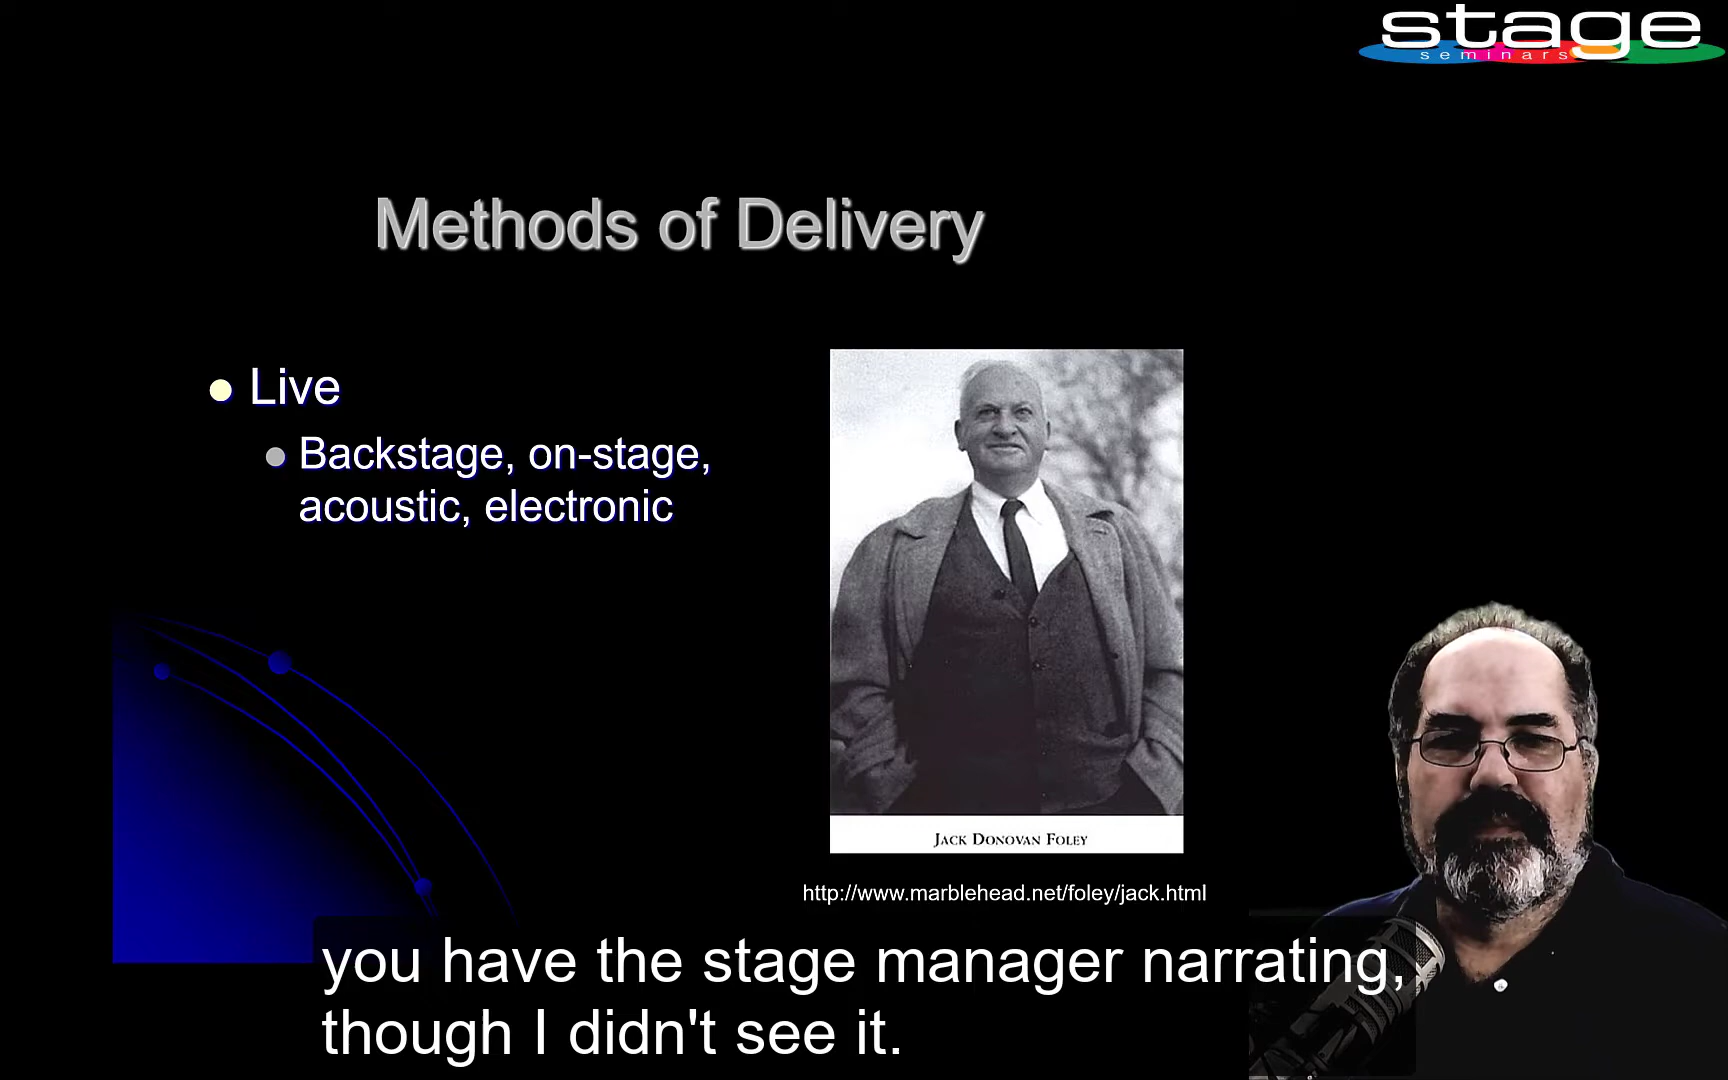 stage
seminars
Methods of Delivery
Live
Backstage, on-stage,
acoustic, electronic
JACK DONOVAN FOLEY
http://www.marblehead.net/foley/jack.html
you have the stage manager narrating,
though I didn't see it.